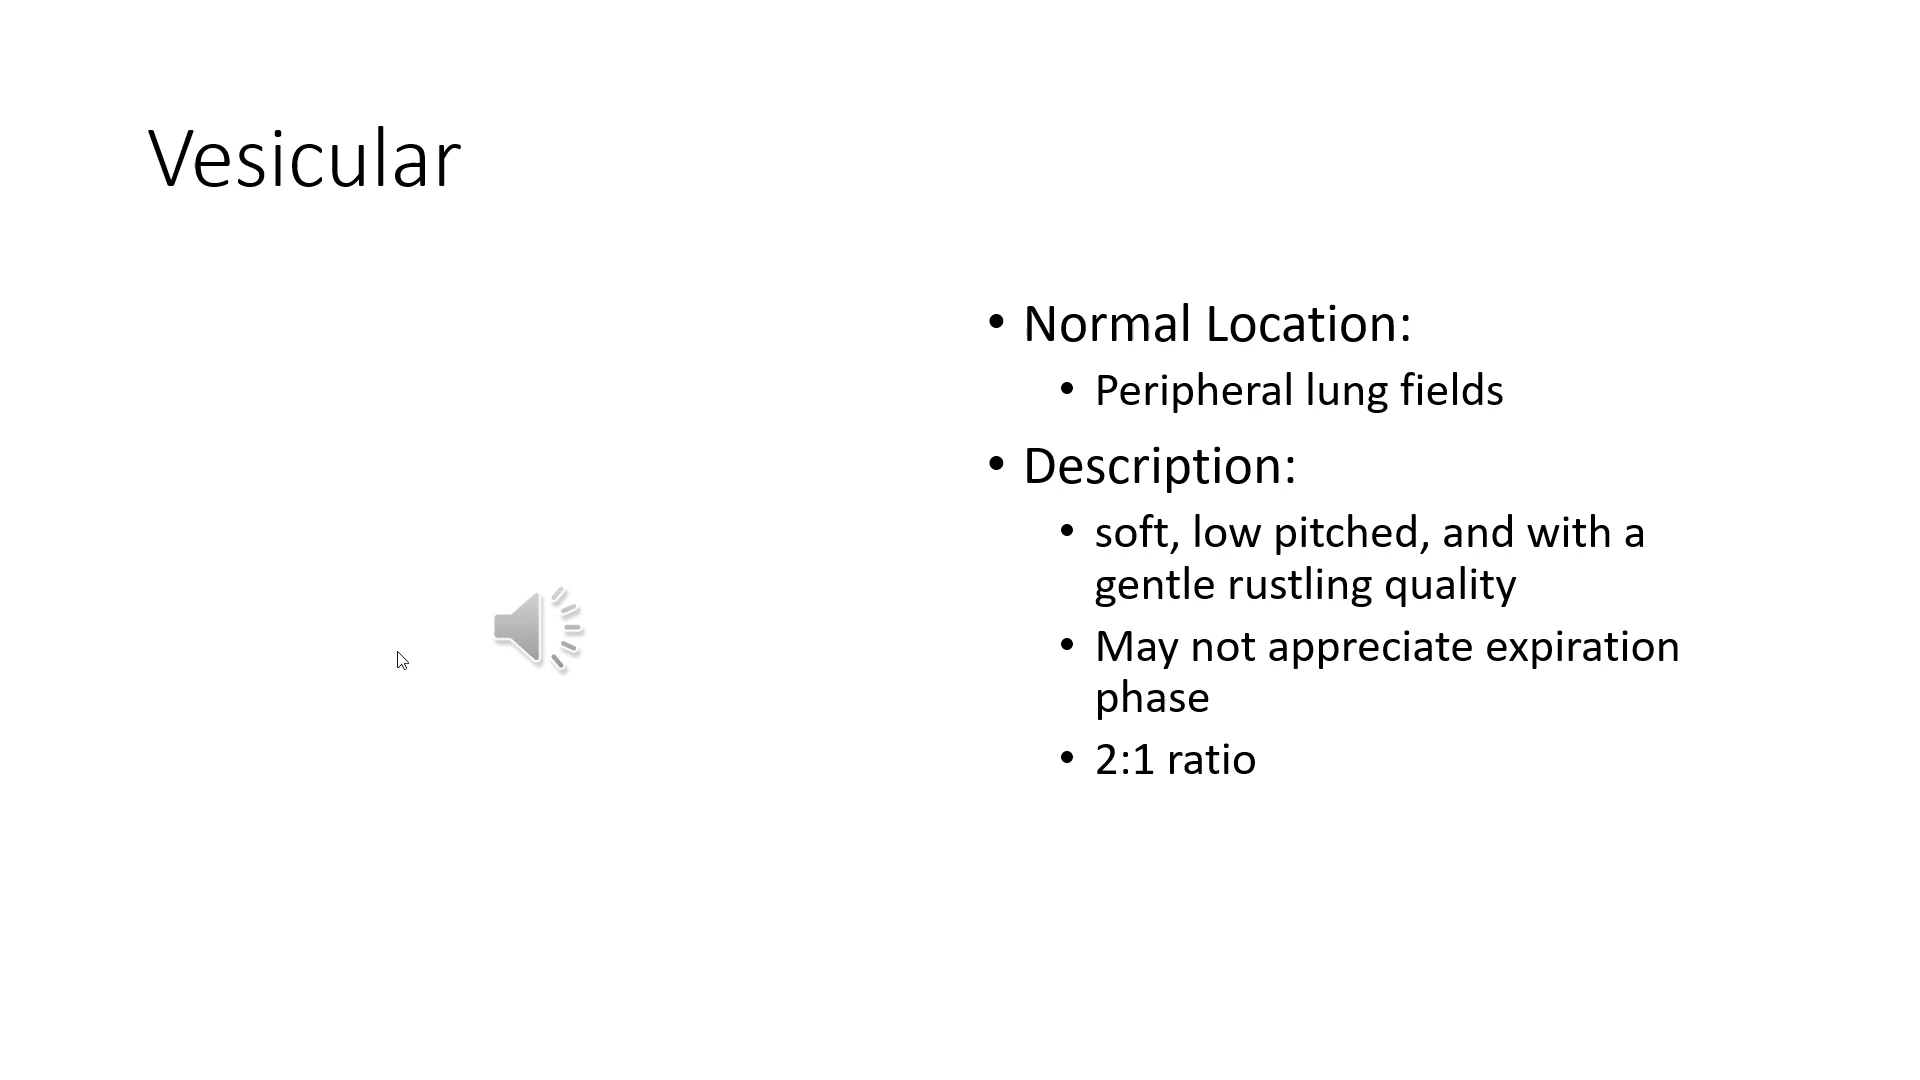 Vesicular
• Normal Location:
• Peripheral lung fields
• Description:
• soft, low pitched, and with a
gentle rustling quality
• May not appreciate expiration
phase
• 2:1 ratio